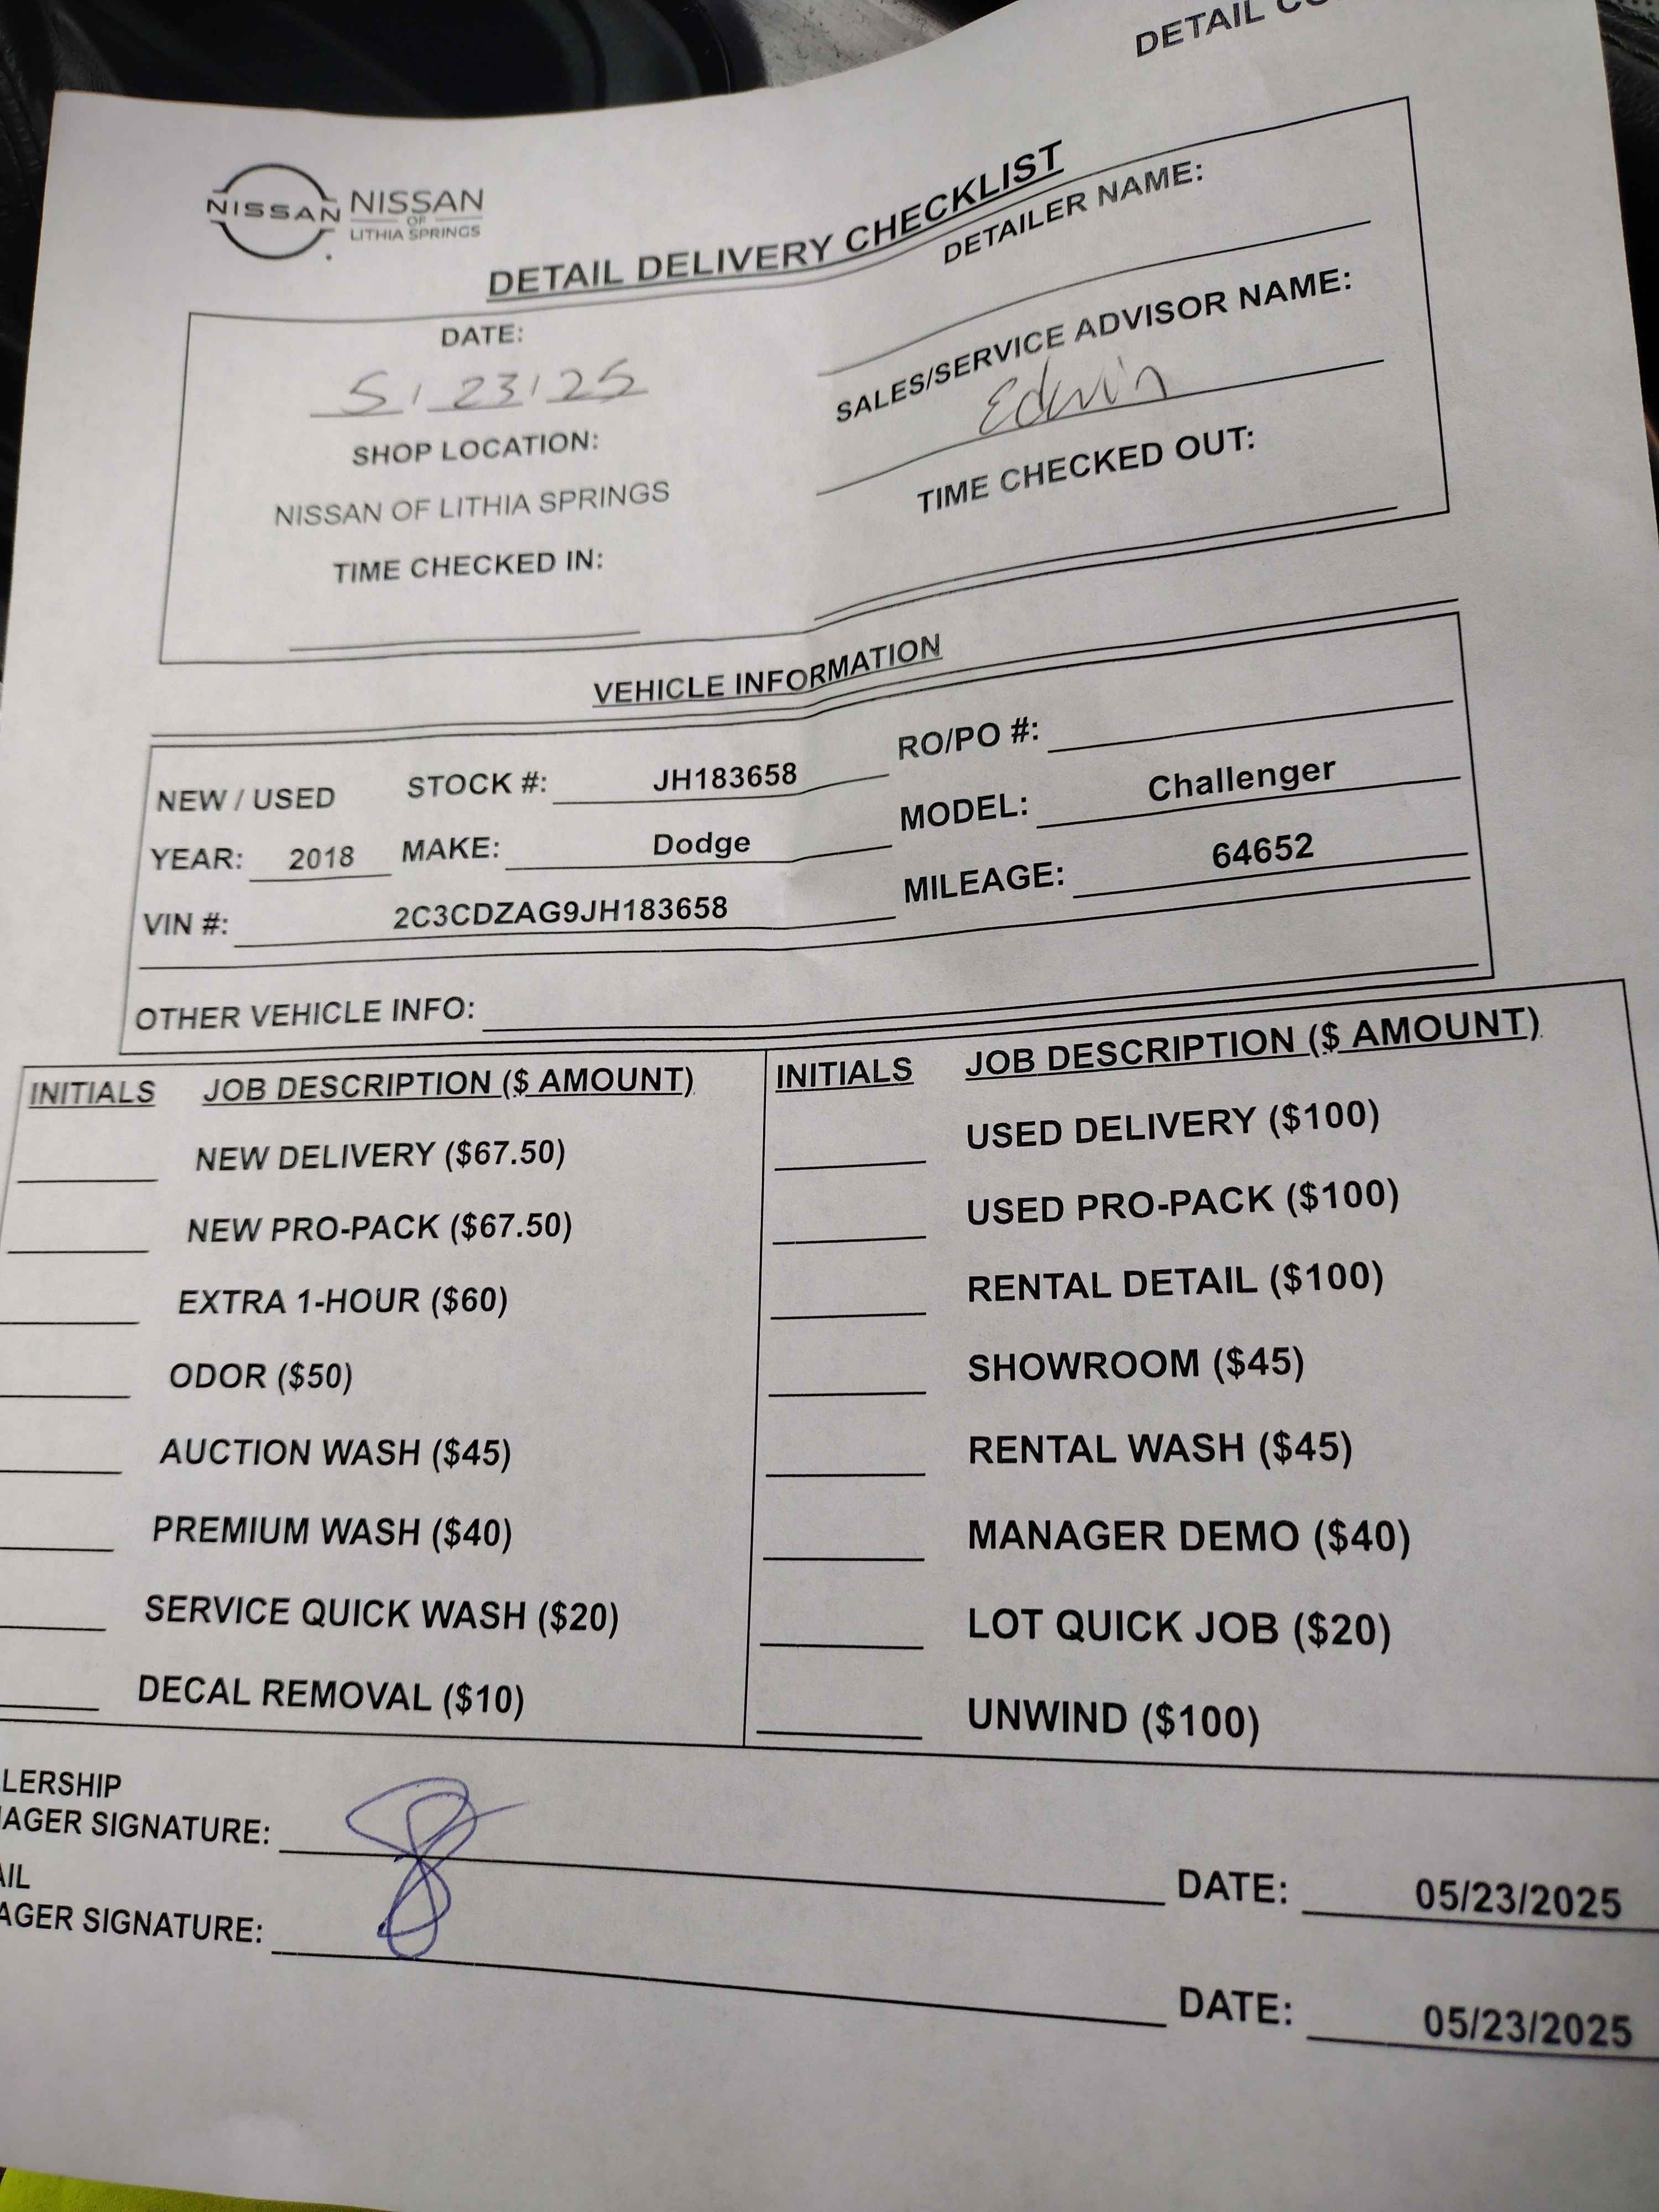 DETAIL
NISSAN
NISSAN
OF
LITHIA SPRINGS
DETAIL DELIVERY CHECKLIST
DATE:
5/23/25
SHOP LOCATION:
NISSAN OF LITHIA SPRINGS
TIME CHECKED IN:
DETAILER NAME:
SALES/SERVICE ADVISOR NAME:
Edwin
TIME CHECKED OUT:
VEHICLE INFORMATION
NEW / USED STOCK #: JH183658 RO/PO #:
YEAR: 2018 MAKE: Dodge MODEL: Challenger
VIN #: 2C3CDZAG9JH183658 MILEAGE: 64652
OTHER VEHICLE INFO:
INITIALS JOB DESCRIPTION ($ AMOUNT)
NEW DELIVERY ($67.50)
NEW PRO-PACK ($67.50)
EXTRA 1-HOUR ($60)
ODOR ($50)
AUCTION WASH ($45)
PREMIUM WASH ($40)
SERVICE QUICK WASH ($20)
DECAL REMOVAL ($10)
INITIALS JOB DESCRIPTION ($ AMOUNT)
USED DELIVERY ($100)
USED PRO-PACK ($100)
RENTAL DETAIL ($100)
SHOWROOM ($45)
RENTAL WASH ($45)
MANAGER DEMO ($40)
LOT QUICK JOB ($20)
UNWIND ($100)
LERSHIP
AGER SIGNATURE: DATE: 05/23/2025
AIL
AGER SIGNATURE: DATE: 05/23/2025